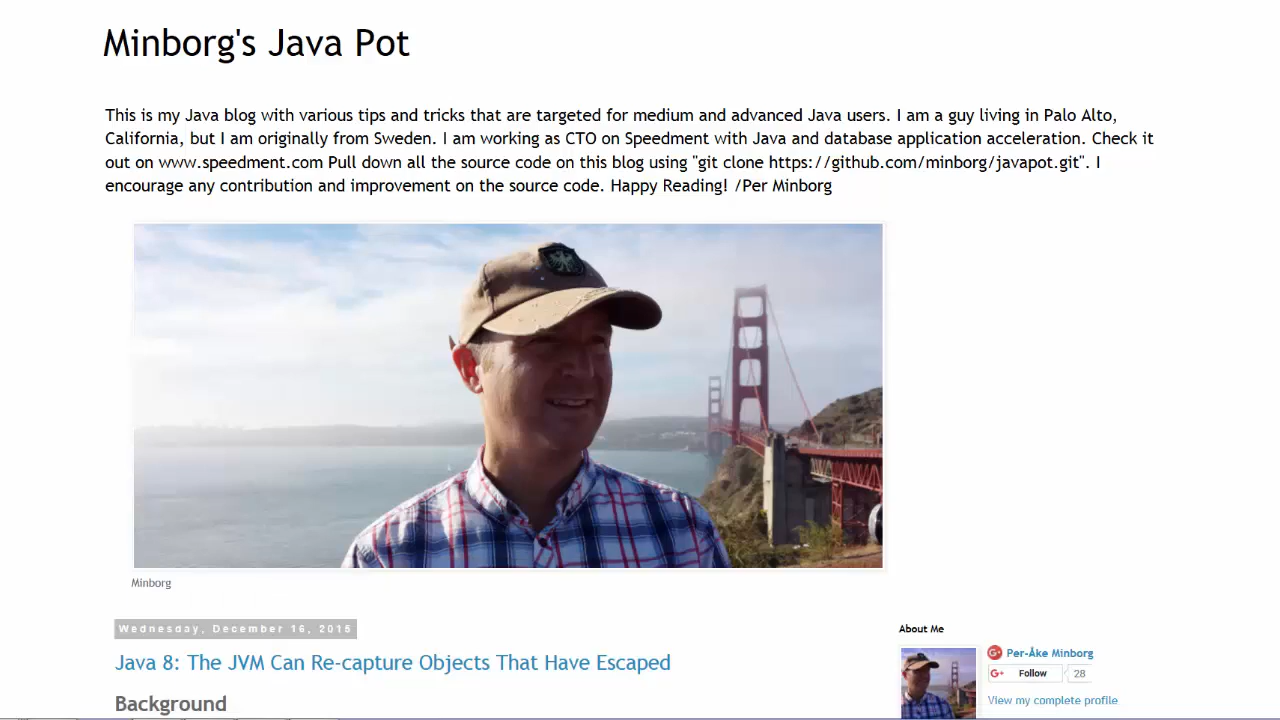 Minborg's Java Pot
This is my Java blog with various tips and tricks that are targeted for medium and advanced Java users. I am a guy living in Palo Alto,
California, but I am originally from Sweden. I am working as CTO on Speedment with Java and database application acceleration. Check it
out on www.speedment.com Pull down all the source code on this blog using "git clone https://github.com/minborg/javapot.git". I
encourage any contribution and improvement on the source code. Happy Reading! /Per Minborg
Minborg
Wednesday, December 16, 2015
Java 8: The JVM Can Re-capture Objects That Have Escaped
Background
About Me
Per-Åke Minborg
G+ Follow 28
View my complete profile